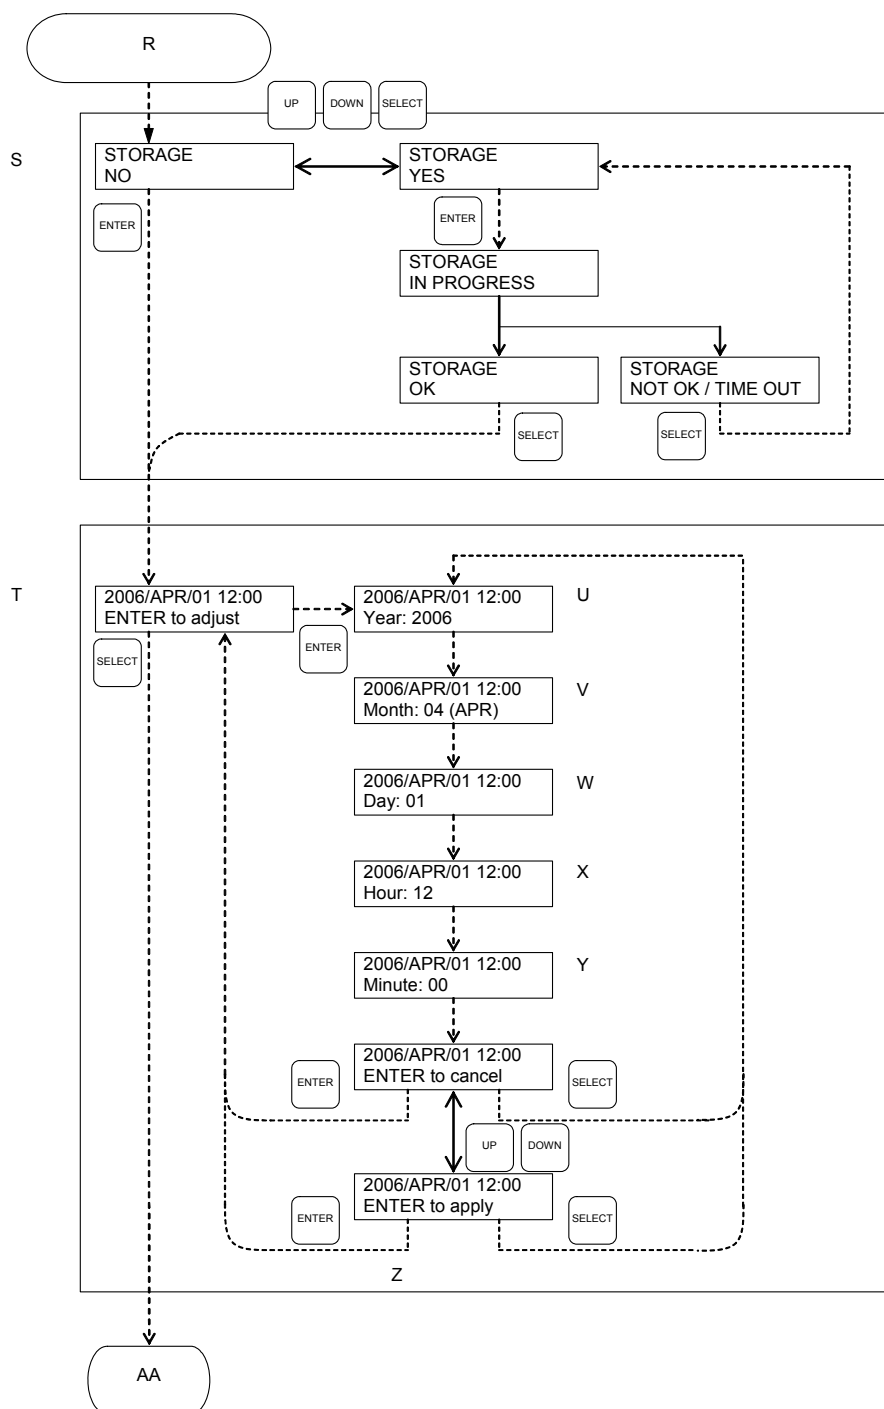 R
UP
DOWN
SELECT
S
STORAGE
NO
STORAGE
YES
ENTER
ENTER
STORAGE
IN PROGRESS
STORAGE
OK
STORAGE
NOT OK / TIME OUT
SELECT
SELECT
T
2006/APR/01 12:00
ENTER to adjust
2006/APR/01 12:00
Year: 2006
U
SELECT
ENTER
2006/APR/01 12:00
Month: 04 (APR)
V
2006/APR/01 12:00
Day: 01
W
2006/APR/01 12:00
Hour: 12
X
2006/APR/01 12:00
Minute: 00
Y
2006/APR/01 12:00
ENTER to cancel
ENTER
SELECT
UP
DOWN
2006/APR/01 12:00
ENTER to apply
ENTER
SELECT
Z
AA